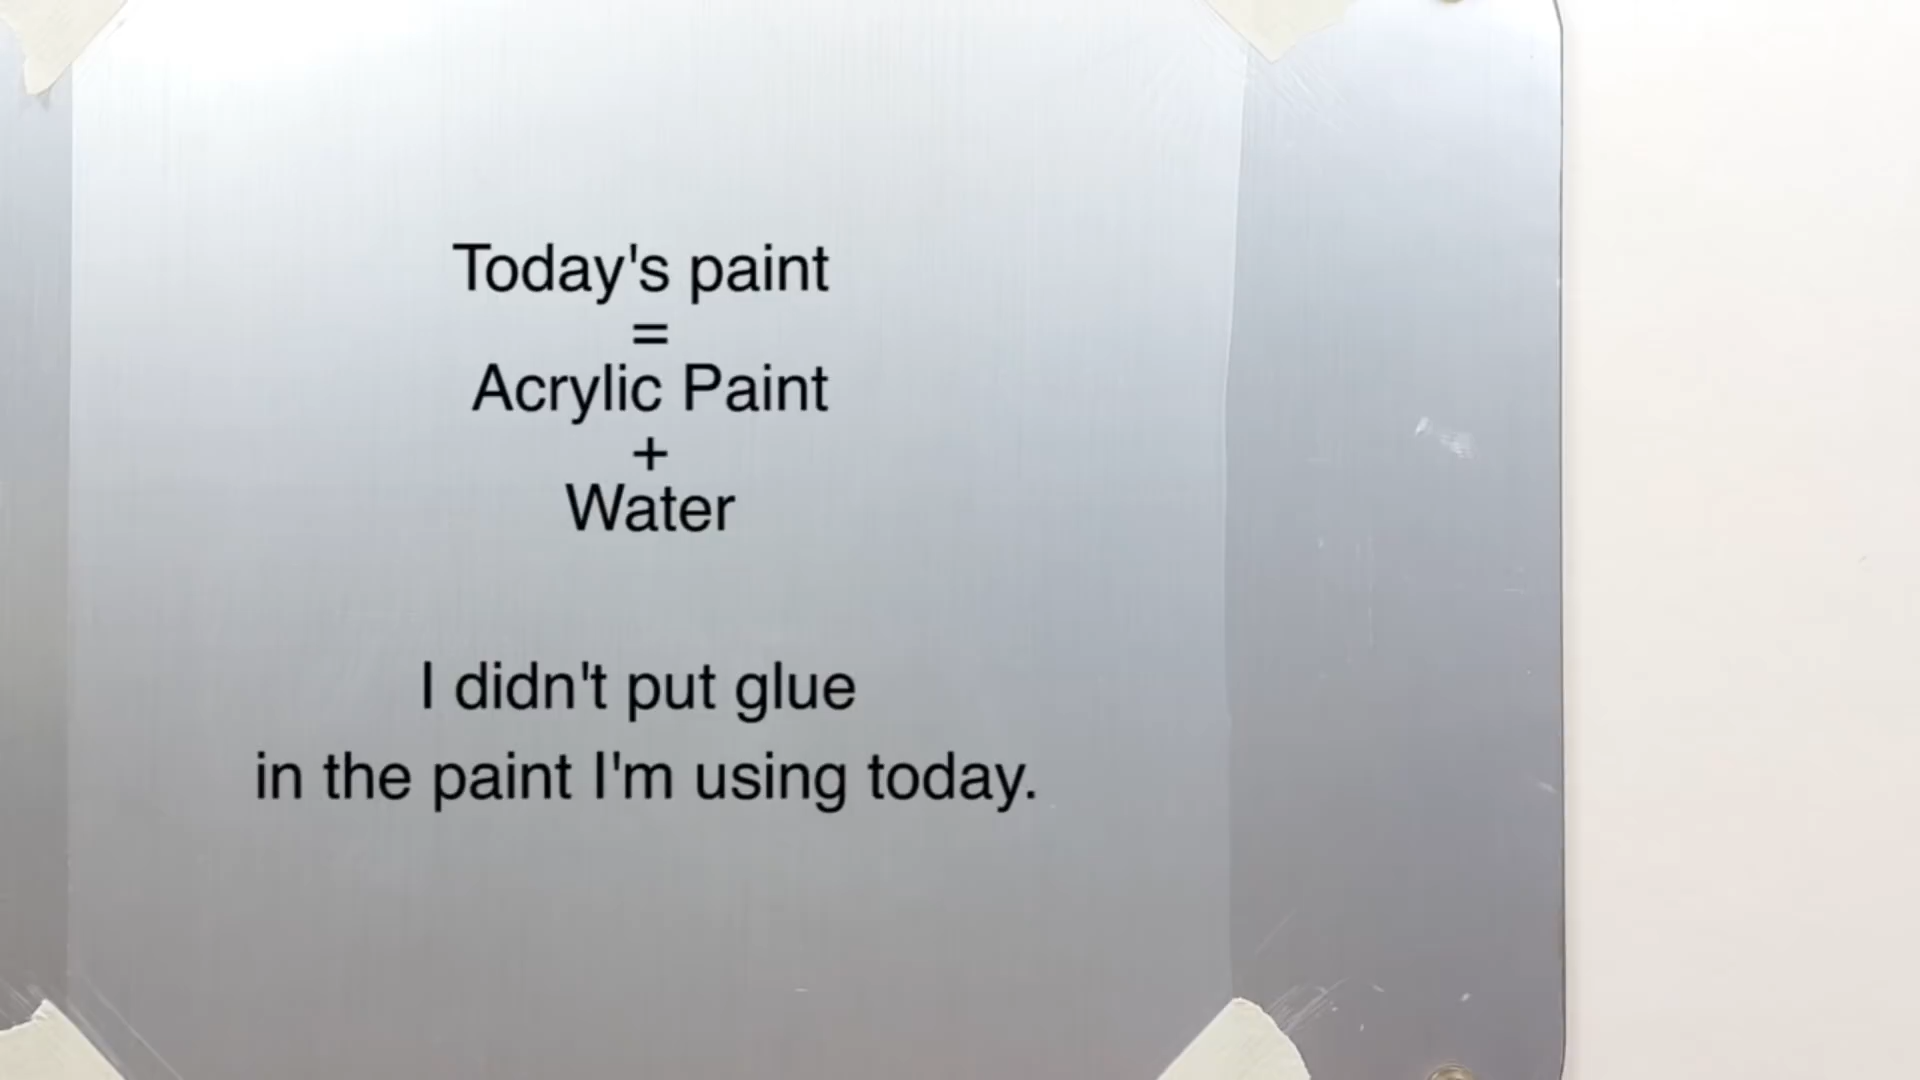 Today's paint
=
Acrylic Paint
+
Water
I didn't put glue
in the paint I'm using today.